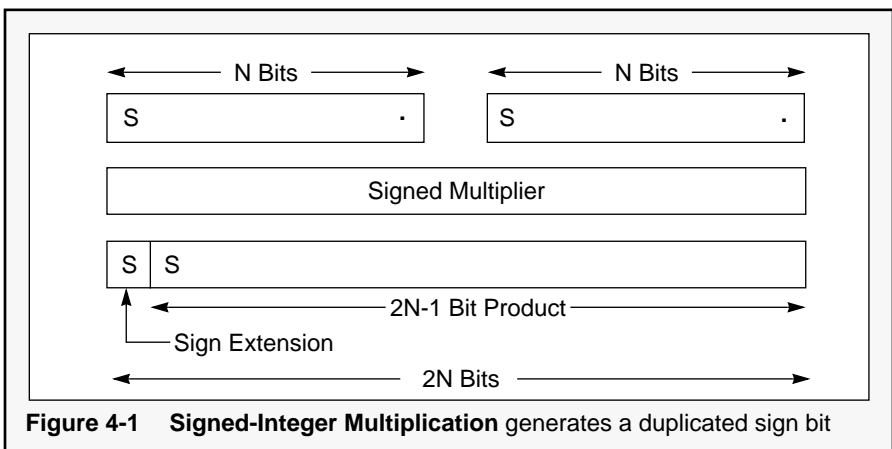 N Bits N Bits
S . S .
Signed Multiplier
S S
2N-1 Bit Product
Sign Extension
2N Bits
Figure 4-1 Signed-Integer Multiplication generates a duplicated sign bit